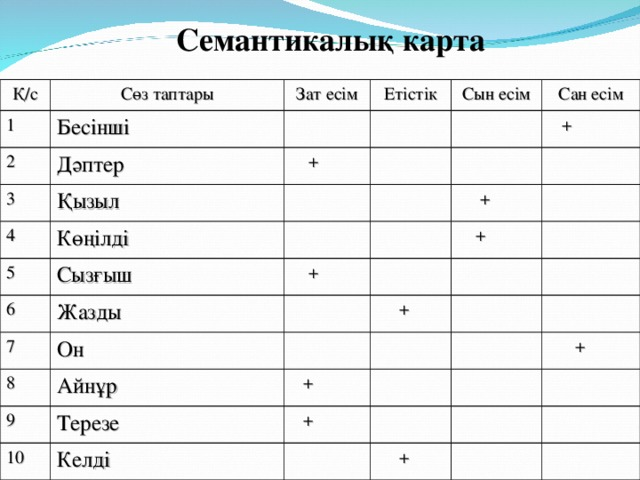 Семантикалық карта
Қ/с Сөз таптары Зат есім Етістік Сын есім Сан есім
1 Бесінші +
2 Дәптер +
3 Қызыл +
4 Көңілді +
5 Сызғыш +
6 Жазды +
7 Он +
8 Айнұр +
9 Терезе +
10 Келді +